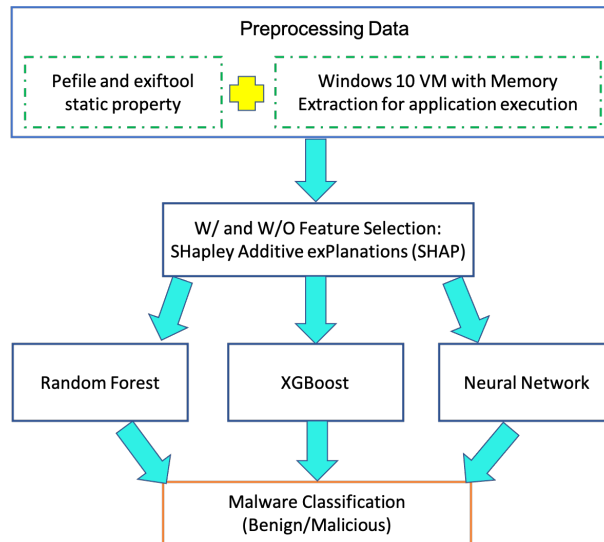 Preprocessing Data
Pefile and exiftool
static property
Windows 10 VM with Memory
Extraction for application execution
W/ and W/O Feature Selection:
SHapley Additive exPlanations (SHAP)
Random Forest
XGBoost
Neural Network
Malware Classification
(Benign/Malicious)